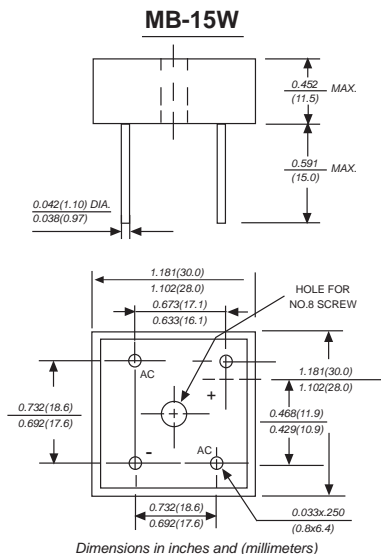 MB-15W
0.452
(11.5)
MAX.
0.591
(15.0)
MAX.
0.042(1.10) DIA.
0.038(0.97)
1.181(30.0)
1.102(28.0)
0.673(17.1)
0.633(16.1)
HOLE FOR
NO.8 SCREW
AC
+
1.181(30.0)
1.102(28.0)
0.732(18.6)
0.692(17.6)
0.468(11.9)
0.429(10.9)
-
AC
0.732(18.6)
0.692(17.6)
0.033x.250
(0.8x6.4)
Dimensions in inches and (millimeters)